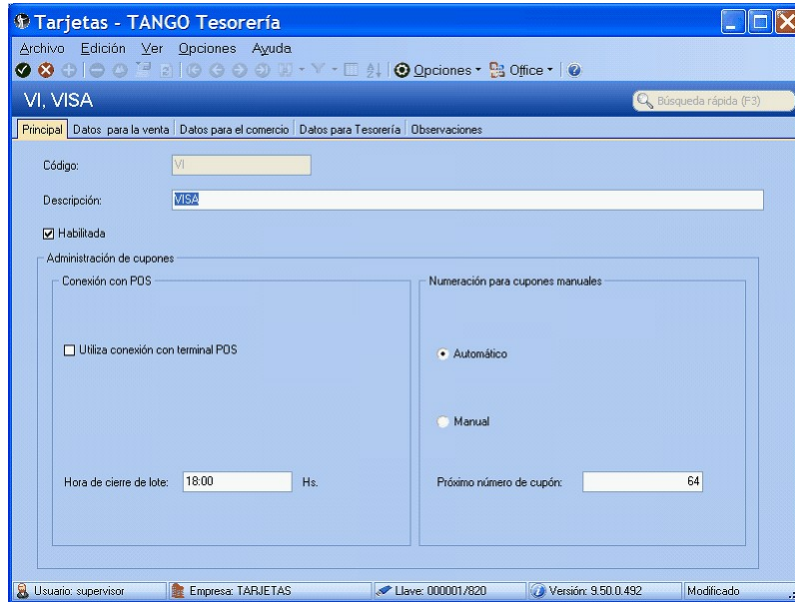 Tarjetas - TANGO Tesorería
Archivo Edición Ver Opciones Ayuda
Opciones Office
VI, VISA
Búsqueda rápida (F3)
Principal Datos para la venta Datos para el comercio Datos para Tesorería Observaciones
Código: VI
Descripción: VISA
Habilitada
Administración de cupones
Conexión con POS Numeración para cupones manuales
Utiliza conexión con terminal POS Automático
Manual
Hora de cierre de lote: 18:00 Hs. Próximo número de cupón: 64
Usuario: supervisor Empresa: TARJETAS Llave: 000001/820 Versión: 9.50.0.492 Modificado